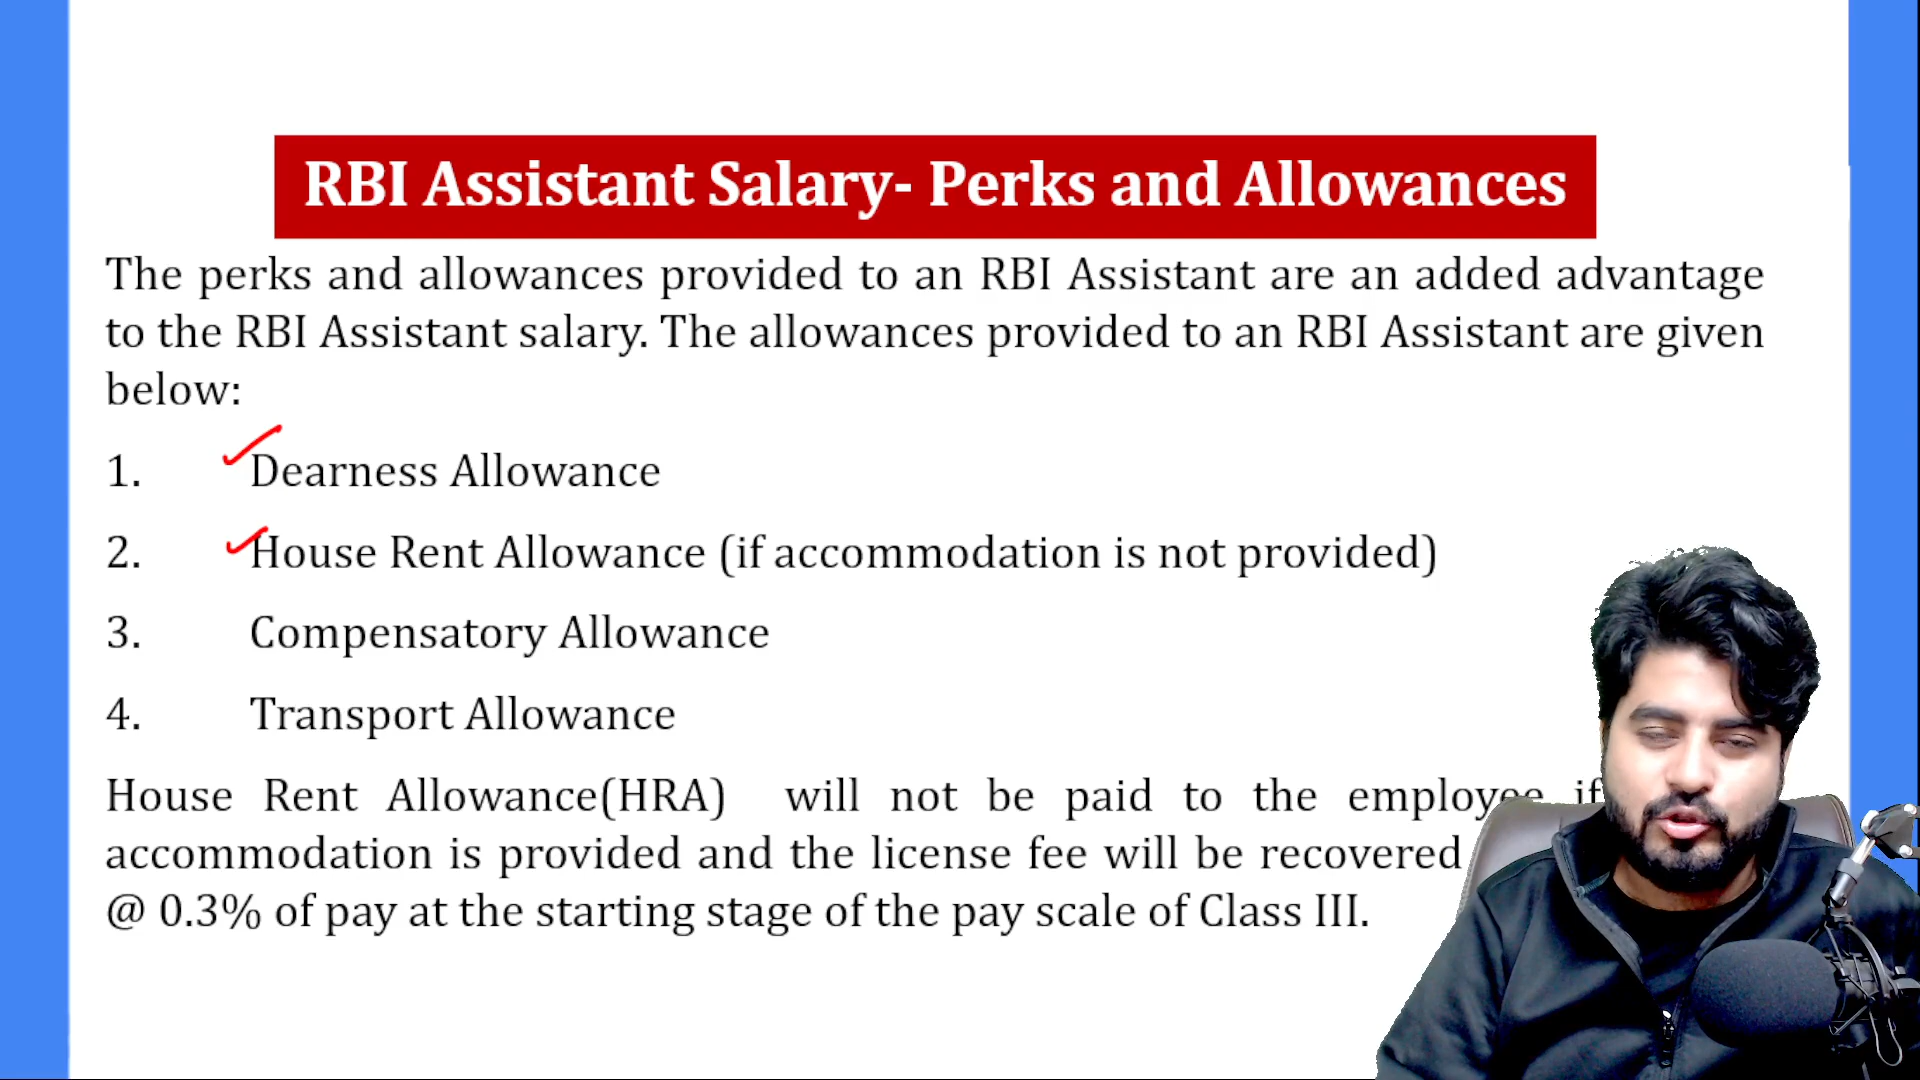 RBI Assistant Salary- Perks and Allowances
The perks and allowances provided to an RBI Assistant are an added advantage
to the RBI Assistant salary. The allowances provided to an RBI Assistant are given
below:
1. Dearness Allowance
2. House Rent Allowance (if accommodation is not provided)
3. Compensatory Allowance
4. Transport Allowance
House Rent Allowance(HRA) will not be paid to the employee if
accommodation is provided and the license fee will be recovered
@ 0.3% of pay at the starting stage of the pay scale of Class III.